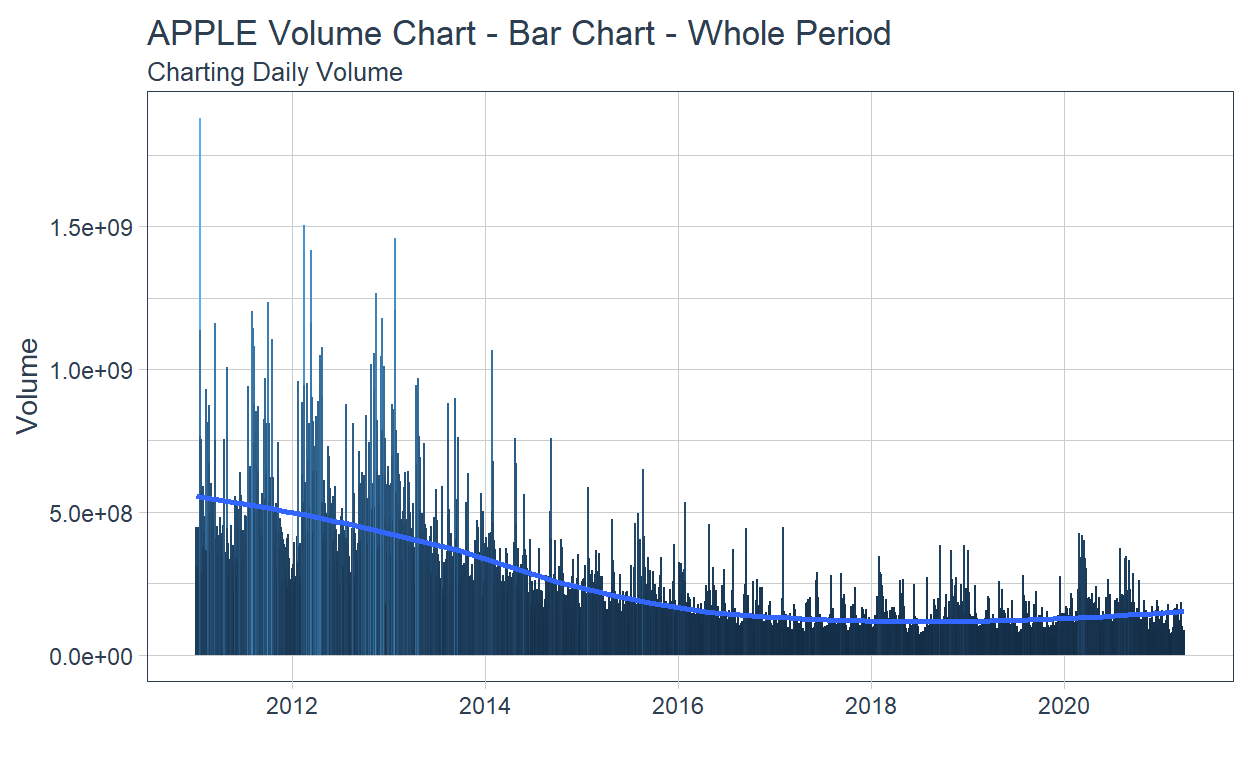 APPLE Volume Chart - Bar Chart - Whole Period
Charting Daily Volume
Volume
1.5e+09
1.0e+09
5.0e+08
0.0e+00
2012 2014 2016 2018 2020